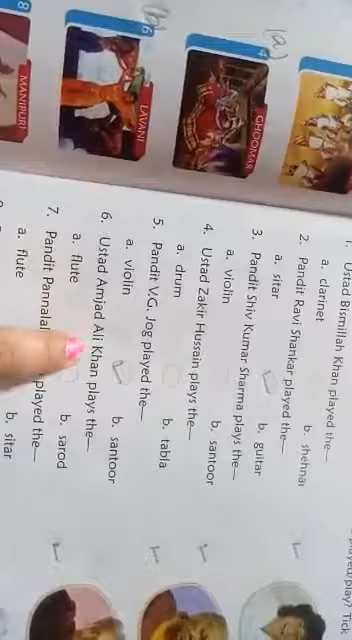 played/play? Tick
1. Ustad Bismillah Khan played the
a. clarinet b. shehnai
2. Pandit Ravi Shankar played the
a. sitar b. guitar
3. Pandit Shiv Kumar Sharma plays the
a. violin b. santoor
4. Ustad Zakir Hussain plays the
a. drum b. tabla
5. Pandit V.G. Jog played the
a. violin b. santoor
6. Ustad Amjad Ali Khan plays the
a. flute b. sarod
7. Pandit Pannalal played the
a. flute b. sitar
(a)
4
GHOOMAR
(b)
6
LAVANI
8
MANIPURI